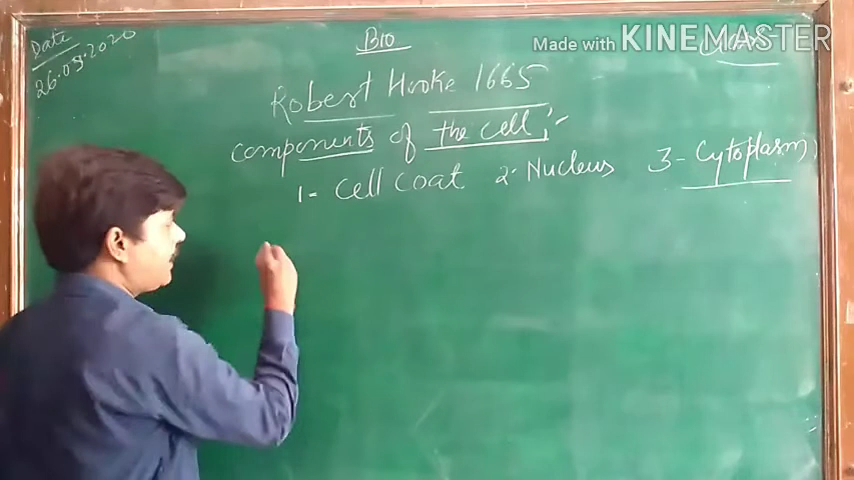 Date
26.09.2020
Bio
Made with KINEMASTER
Robert Hooke 1665
components of the cell;-
1- Cell Coat 2. Nucleus 3- Cytoplasm